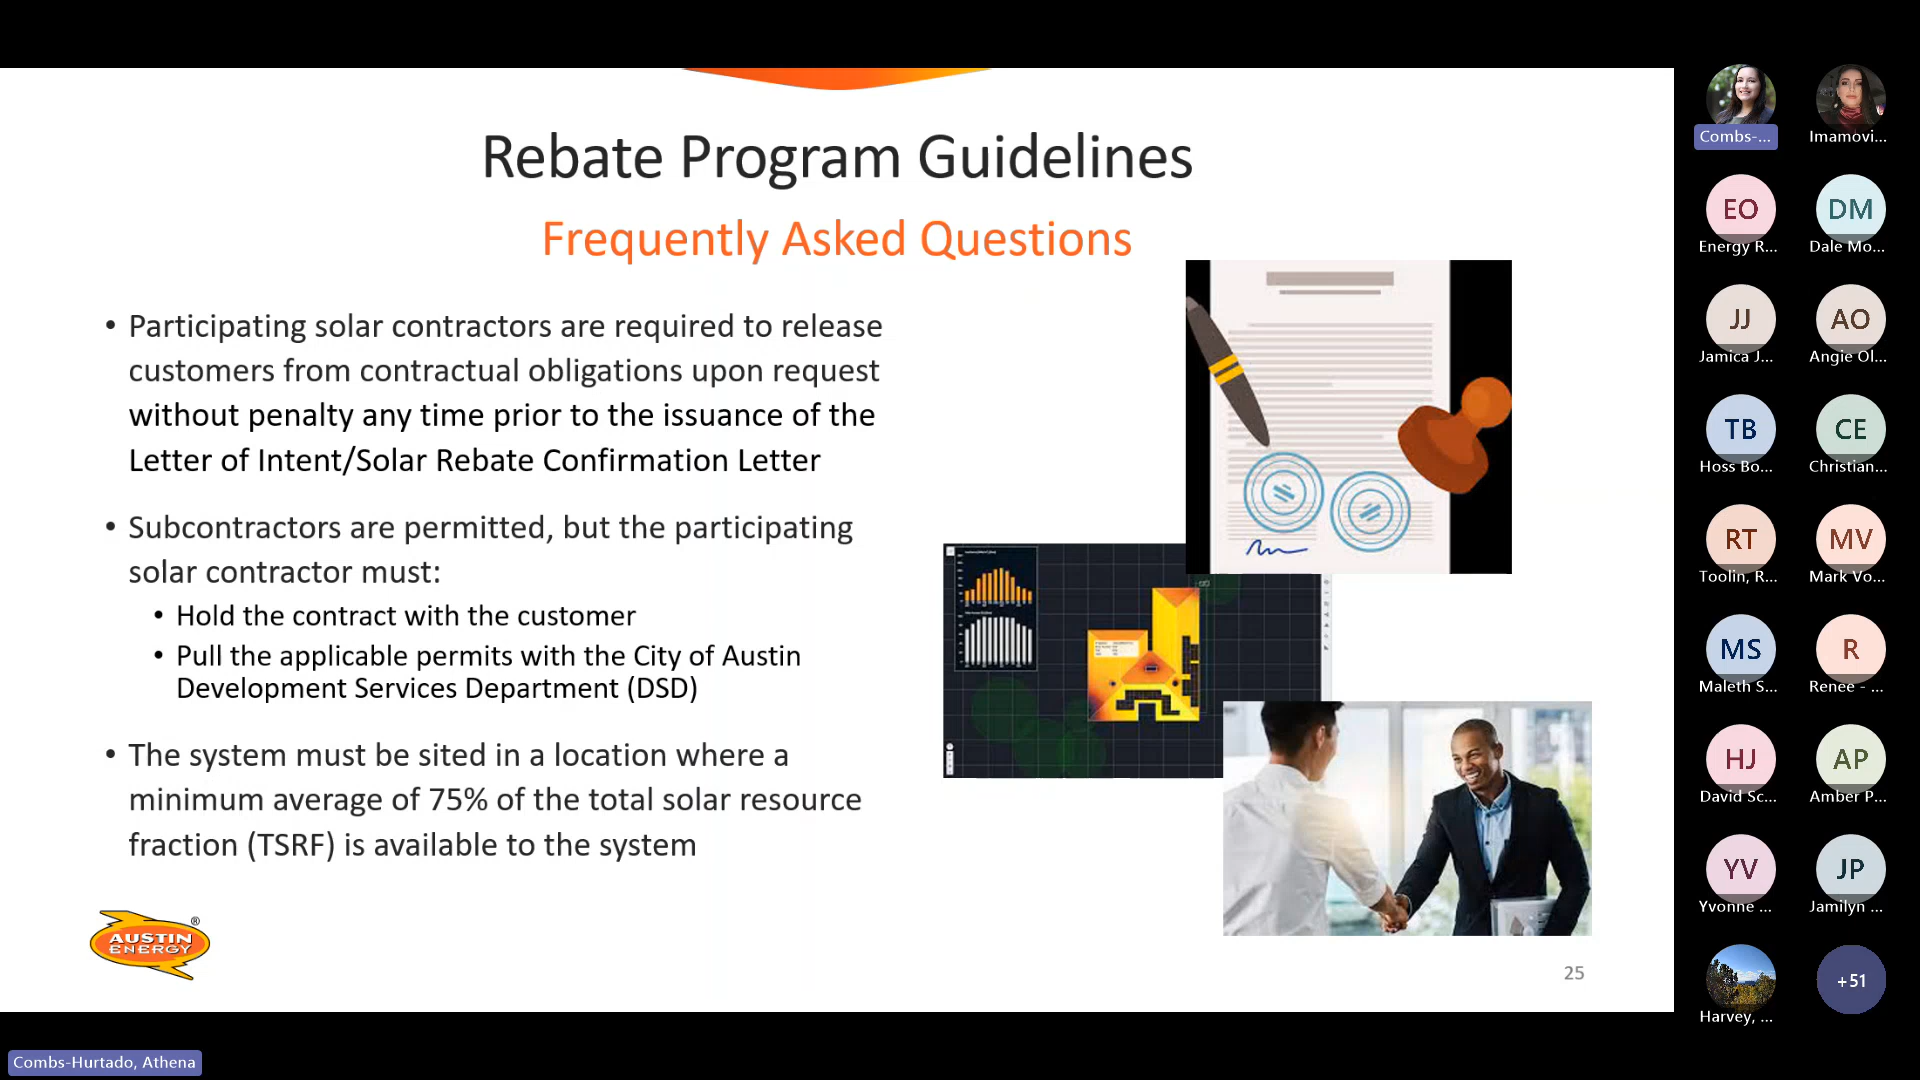 Rebate Program Guidelines
Frequently Asked Questions
• Participating solar contractors are required to release
customers from contractual obligations upon request
without penalty any time prior to the issuance of the
Letter of Intent/Solar Rebate Confirmation Letter
• Subcontractors are permitted, but the participating
solar contractor must:
• Hold the contract with the customer
• Pull the applicable permits with the City of Austin
Development Services Department (DSD)
• The system must be sited in a location where a
minimum average of 75% of the total solar resource
fraction (TSRF) is available to the system
AUSTIN
ENERGY
®
25
Combs-...
Imamovi...
EO
Energy R...
DM
Dale Mo...
JJ
Jamica J...
AO
Angie Ol...
TB
Hoss Bo...
CE
Christian...
RT
Toolin, R...
MV
Mark Vo...
MS
Maleth S...
R
Renee - ...
HJ
David Sc...
AP
Amber P...
YV
Yvonne ...
JP
Jamilyn ...
Harvey, ...
+51
Combs-Hurtado, Athena